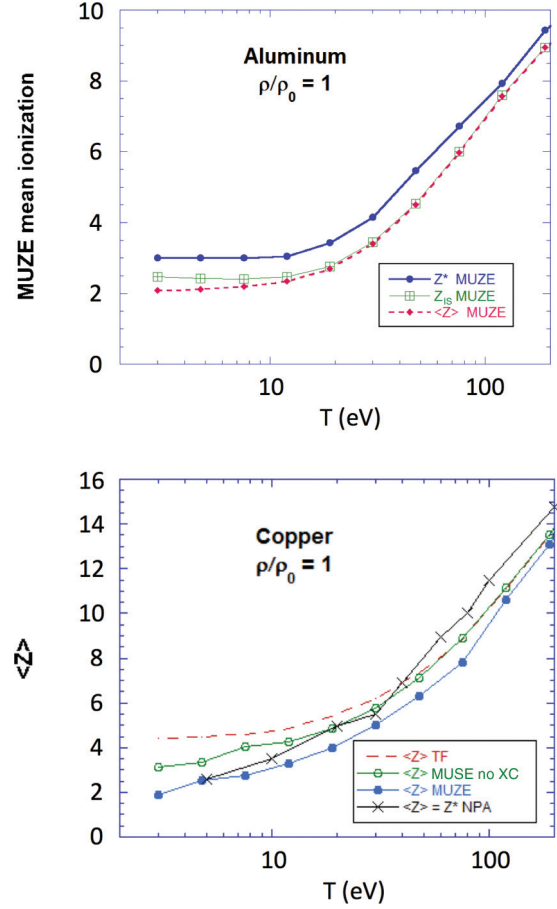 Aluminum
ρ/ρ₀ = 1
MUZE mean ionization
10
8
6
4
2
0
Z* MUZE
Z_IS MUZE
<Z> MUZE
10
100
T (eV)
Copper
ρ/ρ₀ = 1
<Z>
16
14
12
10
8
6
4
2
0
<Z> TF
<Z> MUSE no XC
<Z> MUZE
<Z> = Z* NPA
10
100
T (eV)